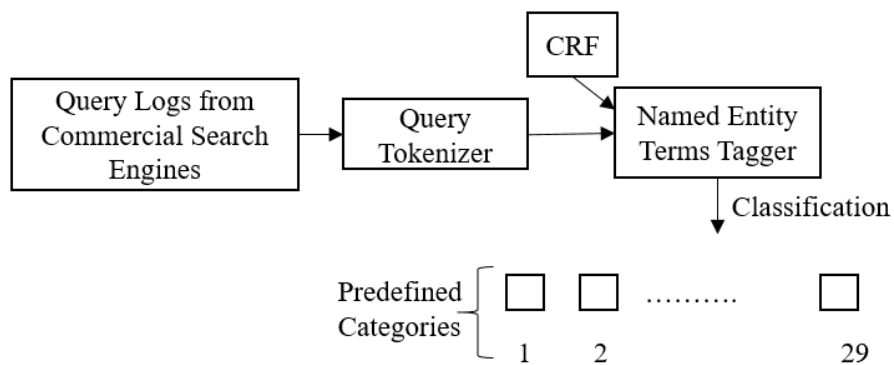 CRF
Query Logs from
Commercial Search
Engines
Query
Tokenizer
Named Entity
Terms Tagger
Classification
Predefined
Categories
..........
1 2 29